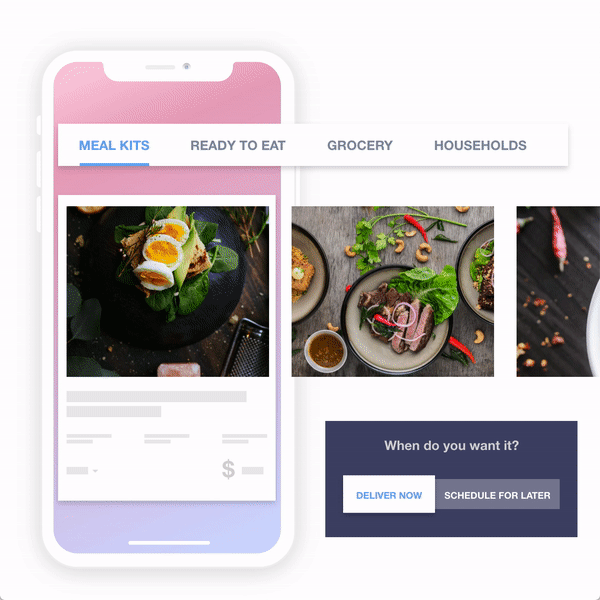 MEAL KITS READY TO EAT GROCERY HOUSEHOLDS
$
When do you want it?
DELIVER NOW SCHEDULE FOR LATER